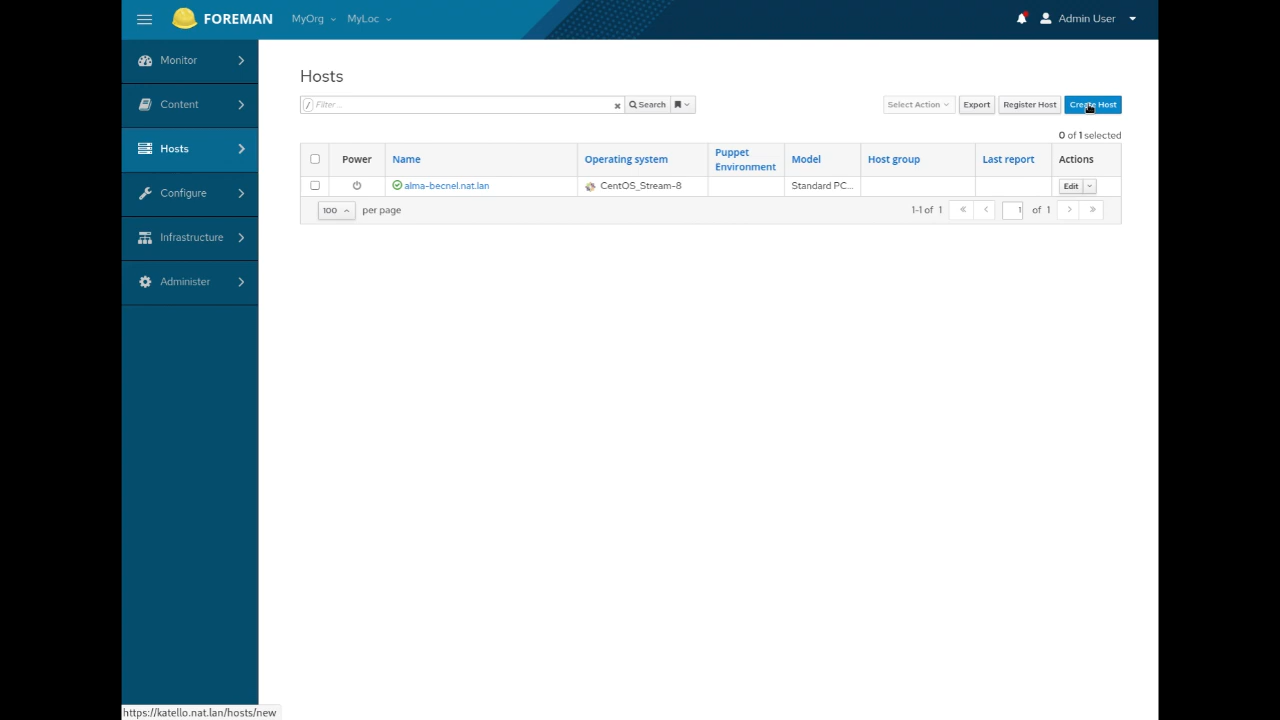 FOREMAN MyOrg MyLoc Admin User
Monitor
Content
Hosts
Configure
Infrastructure
Administer
Hosts
/ Filter ... Search Select Action Export Register Host Create Host
0 of 1 selected
Power Name Operating system Puppet Environment Model Host group Last report Actions
alma-becnel.nat.lan CentOS_Stream-8 Standard PC... Edit
100 per page 1-1 of 1 « ‹ 1 of 1 › »
https://katello.nat.lan/hosts/new